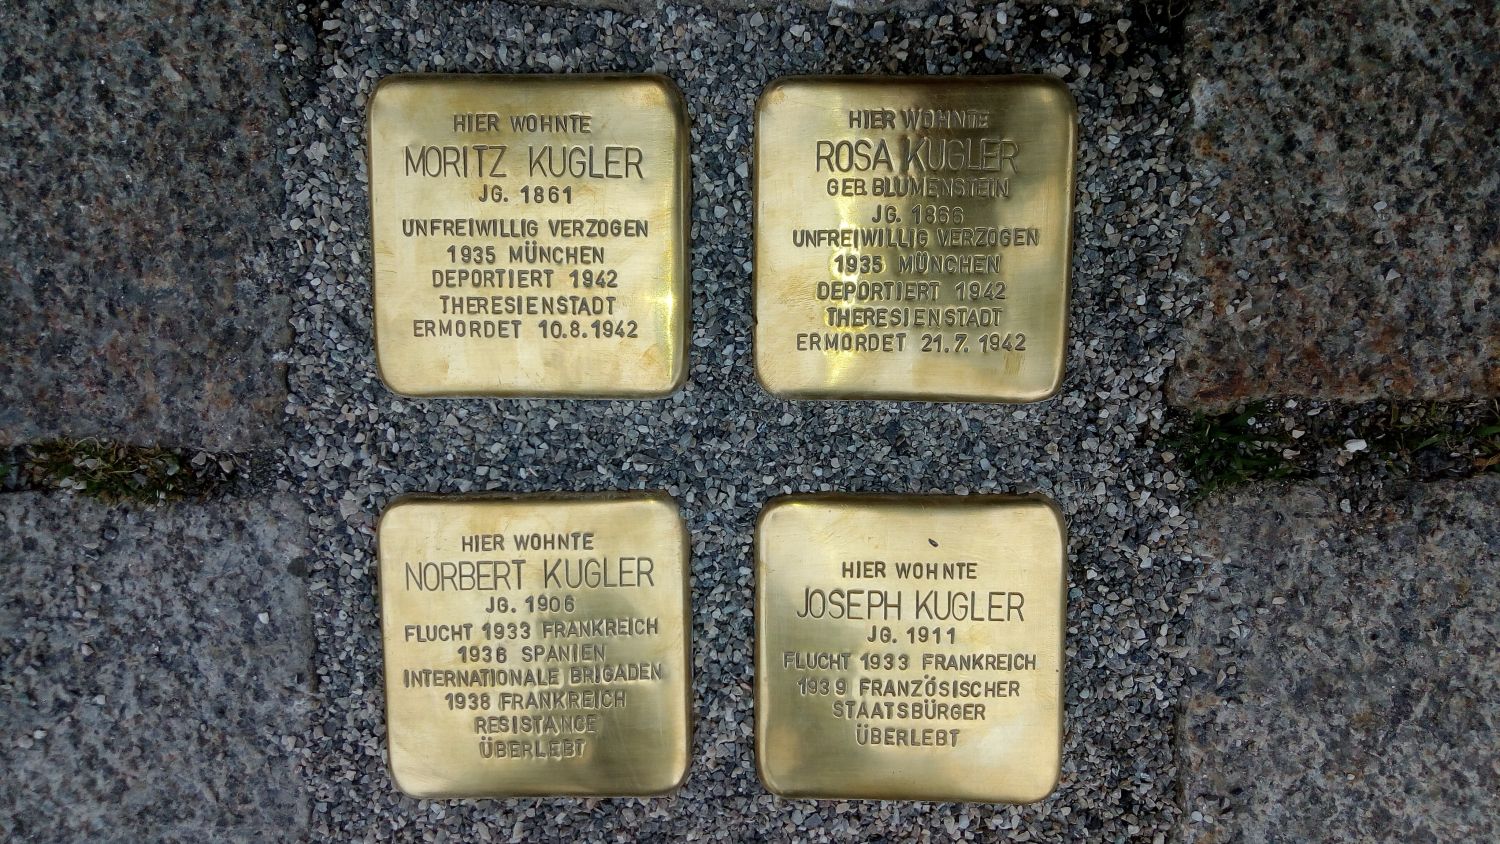 HIER WOHNTE
MORITZ KUGLER
JG. 1861
UNFREIWILLIG VERZOGEN
1935 MÜNCHEN
DEPORTIERT 1942
THERESIENSTADT
ERMORDET 10.8.1942
HIER WOHNTE
ROSA KUGLER
GEB. BLUMENSTEIN
JG. 1866
UNFREIWILLIG VERZOGEN
1935 MÜNCHEN
DEPORTIERT 1942
THERESIENSTADT
ERMORDET 21.7.1942
HIER WOHNTE
NORBERT KUGLER
JG. 1906
FLUCHT 1933 FRANKREICH
1936 SPANIEN
INTERNATIONALE BRIGADEN
1938 FRANKREICH
RESISTANCE
ÜBERLEBT
HIER WOHNTE
JOSEPH KUGLER
JG. 1911
FLUCHT 1933 FRANKREICH
1939 FRANZÖSISCHER
STAATSBÜRGER
ÜBERLEBT